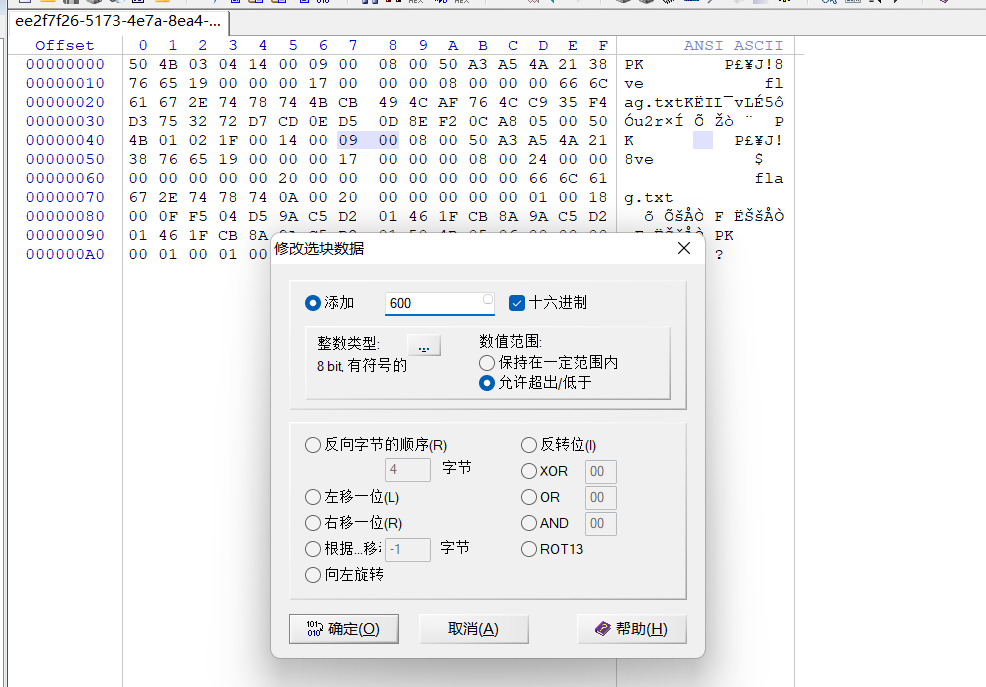 ee2f7f26-5173-4e7a-8ea4-...
Offset 0 1 2 3 4 5 6 7 8 9 A B C D E F ANSI ASCII
00000000 50 4B 03 04 14 00 09 00 08 00 50 A3 A5 4A 21 38 PK P£¥J!8
00000010 76 65 19 00 00 00 17 00 00 00 08 00 00 00 66 6C ve fl
00000020 61 67 2E 74 78 74 4B CB 49 4C AF 76 4C C9 35 F4 ag.txtKËIL¯vLÉ5ô
00000030 D3 75 32 72 D7 CD 0E D5 0D 8E F2 0C A8 05 00 50 Óu2r×Í Õ Žò ¨ P
00000040 4B 01 02 1F 00 14 00 09 00 08 00 50 A3 A5 4A 21 K P£¥J!
00000050 38 76 65 19 00 00 00 17 00 00 00 08 00 24 00 00 00 8ve $
00000060 00 00 00 00 00 20 00 00 00 00 00 00 00 66 6C 61 fla
00000070 67 2E 74 78 74 0A 00 20 00 00 00 00 00 01 00 18 g.txt
00000080 00 0F F5 04 D5 9A C5 D2 01 46 1F CB 8A 9A C5 D2 õ ÕšÅÒ F ËŠšÅÒ
00000090 01 46 1F CB 8A PK
000000A0 00 01 00 01 00 ?
修改选块数据
添加 600 十六进制
整数类型: ...
8 bit, 有符号的
数值范围:
保持在一定范围内
允许超出/低于
反向字节的顺序(R)
4 字节
左移一位(L)
右移一位(R)
根据...移 -1 字节
向左旋转
反转位(I)
XOR 00
OR 00
AND 00
ROT13
确定(O) 取消(A) 帮助(H)